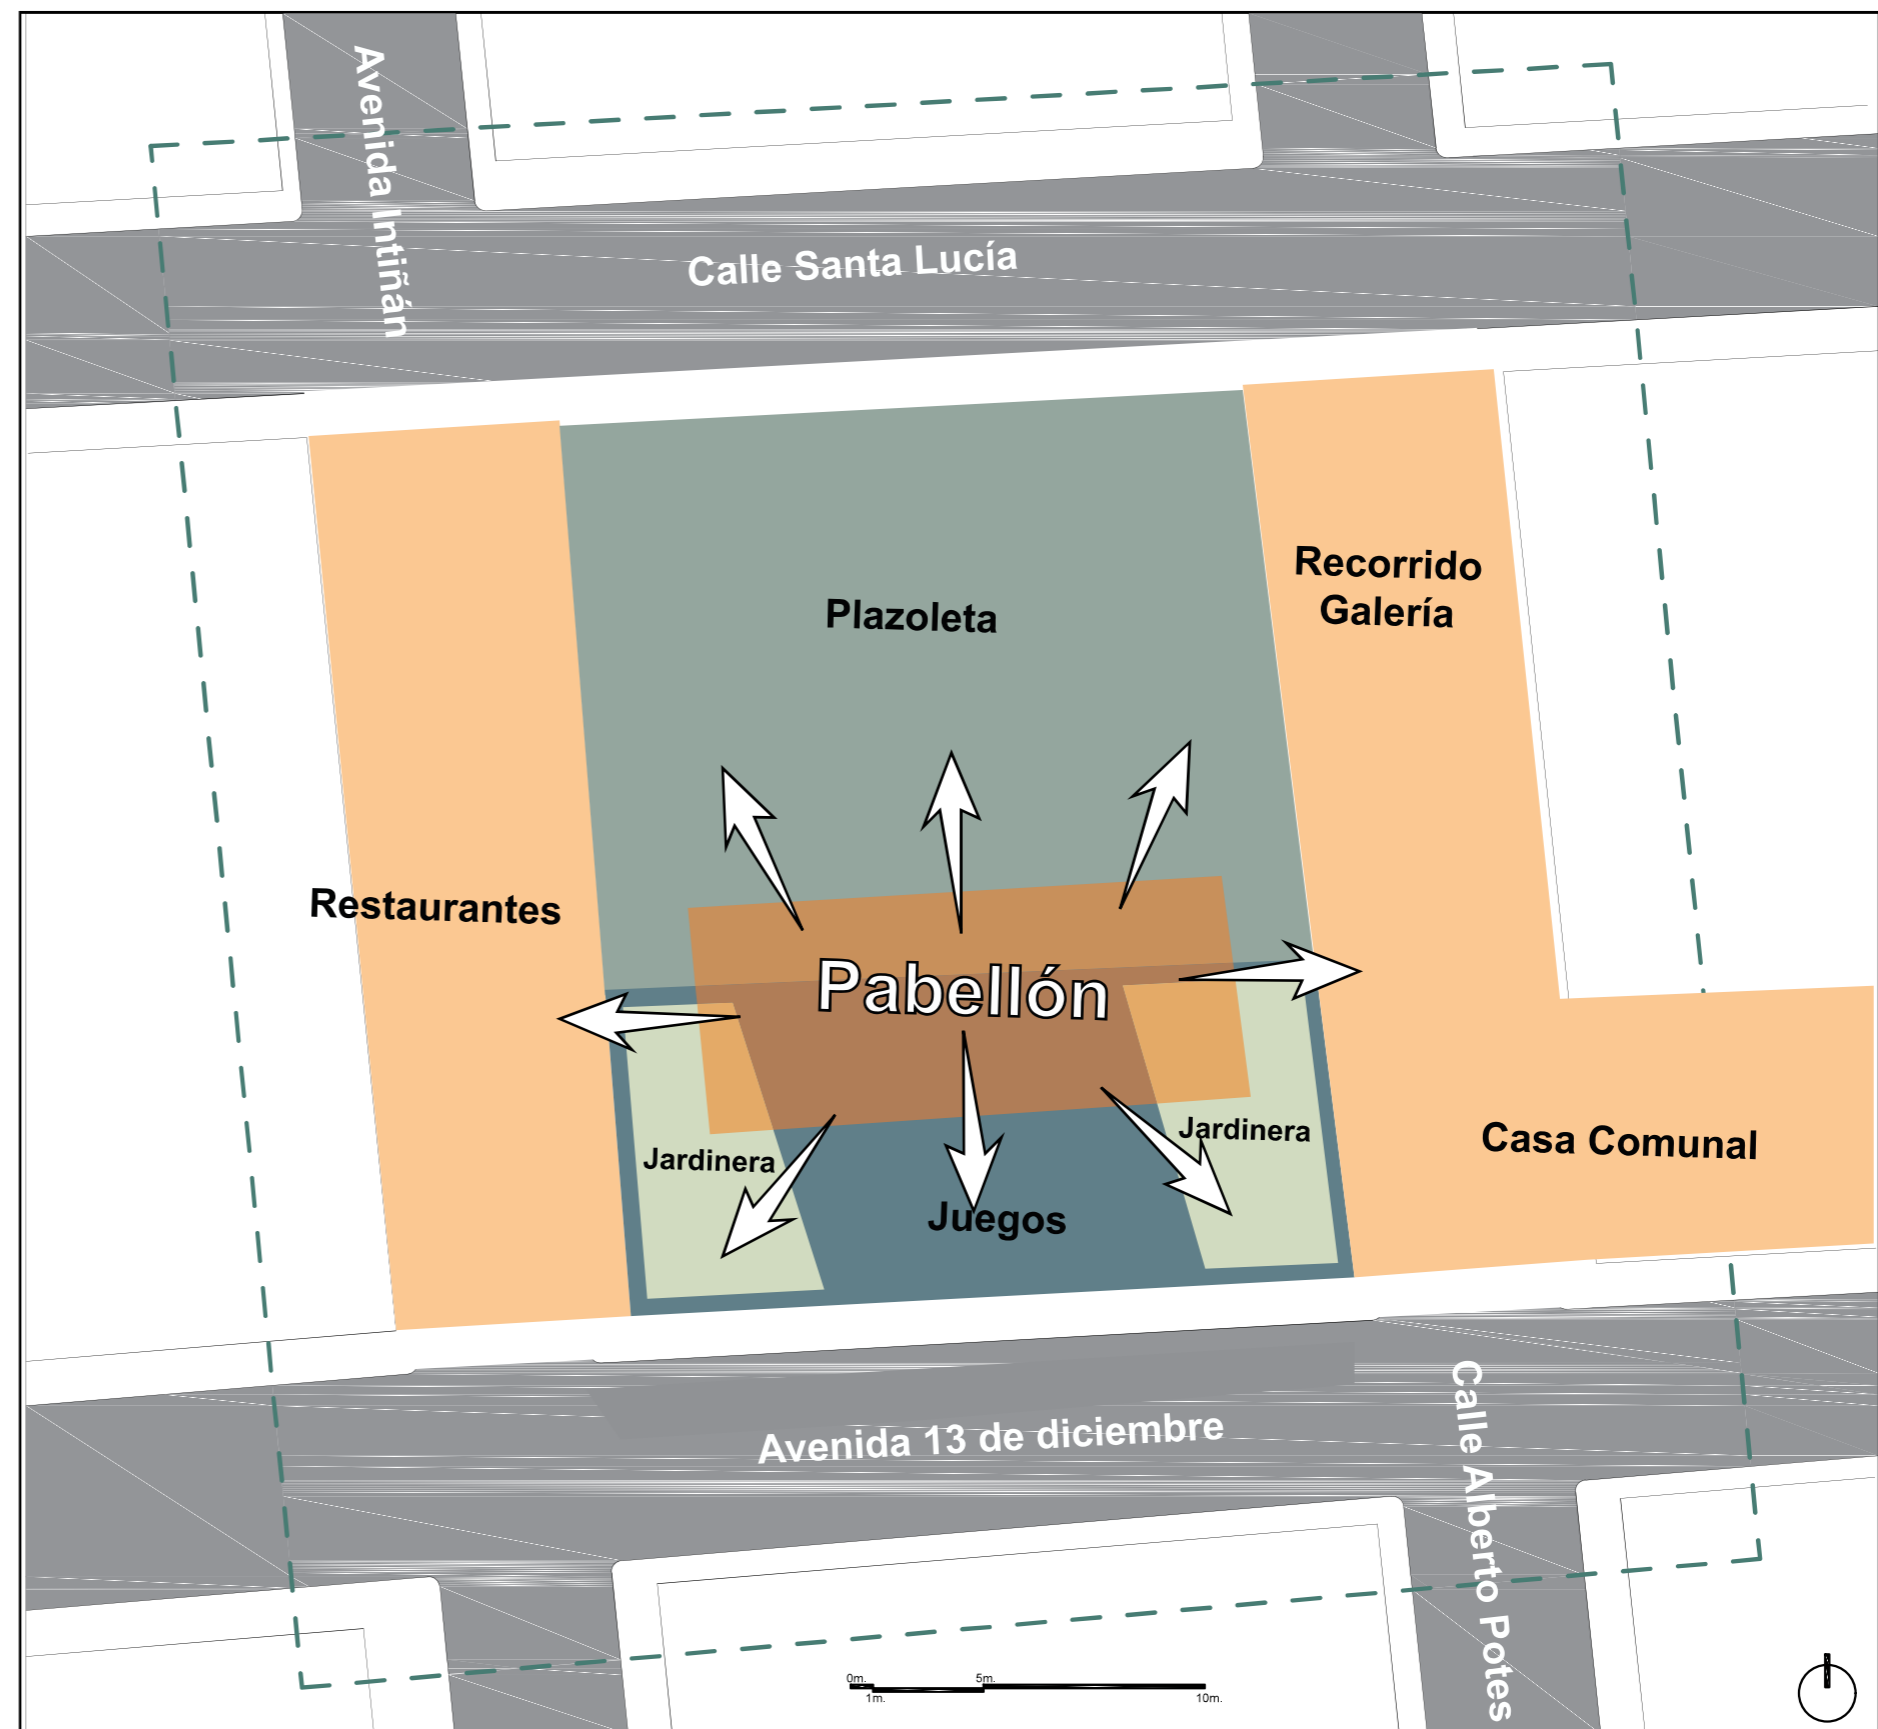 Avenida Intiñán
Calle Santa Lucía
Recorrido
Galería
Plazoleta
Restaurantes
Pabellón
Jardinera
Jardinera
Casa Comunal
Juegos
Avenida 13 de diciembre
Calle Alberto Potes
0m.
5m.
1m.
10m.